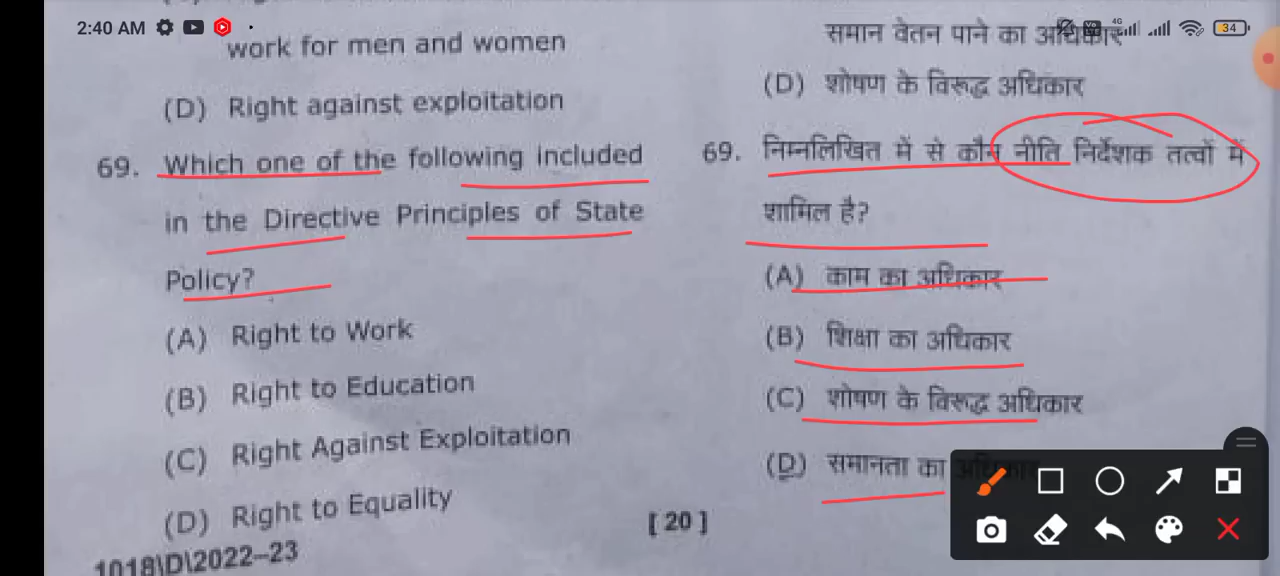 2:40 AM
34
work for men and women
(D) Right against exploitation
69. Which one of the following included
in the Directive Principles of State
Policy?
(A) Right to Work
(B) Right to Education
(C) Right Against Exploitation
(D) Right to Equality
1018\D\2022-23
समान वेतन पाने का अधिकार
(D) शोषण के विरूद्ध अधिकार
69. निम्नलिखित में से कौन नीति निर्देशक तत्वों में
शामिल है?
(A) काम का अधिकार
(B) शिक्षा का अधिकार
(C) शोषण के विरूद्ध अधिकार
(D) समानता का अधिकार
[ 20 ]